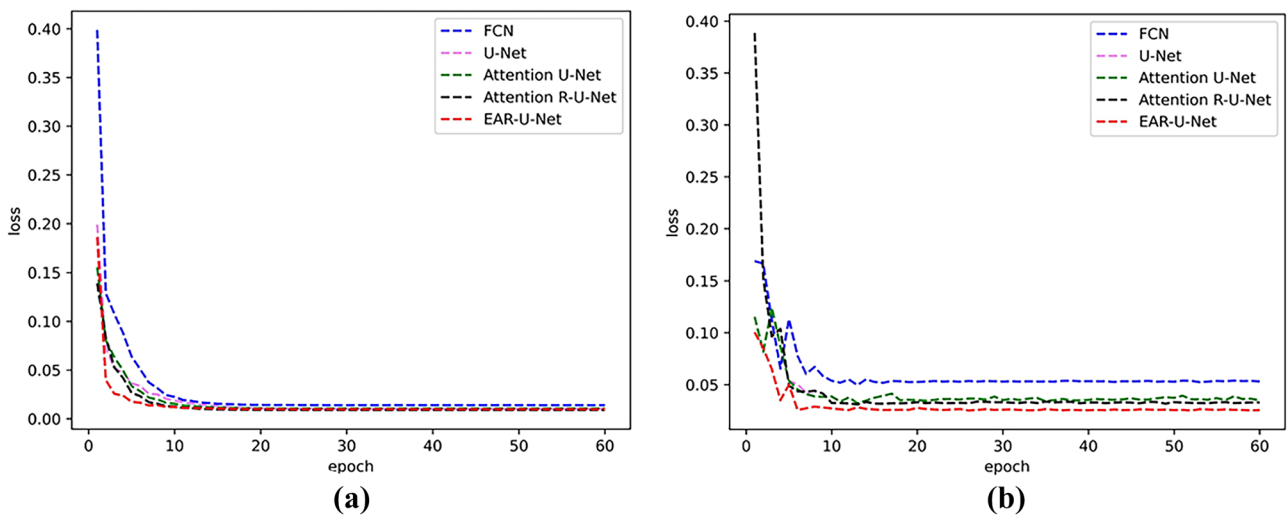 0.40
0.35
0.30
0.25
0.20
0.15
0.10
0.05
0.00
loss
0 10 20 30 40 50 60
epoch
FCN
U-Net
Attention U-Net
Attention R-U-Net
EAR-U-Net
(a)
0.40
0.35
0.30
0.25
0.20
0.15
0.10
0.05
loss
0 10 20 30 40 50 60
epoch
FCN
U-Net
Attention U-Net
Attention R-U-Net
EAR-U-Net
(b)